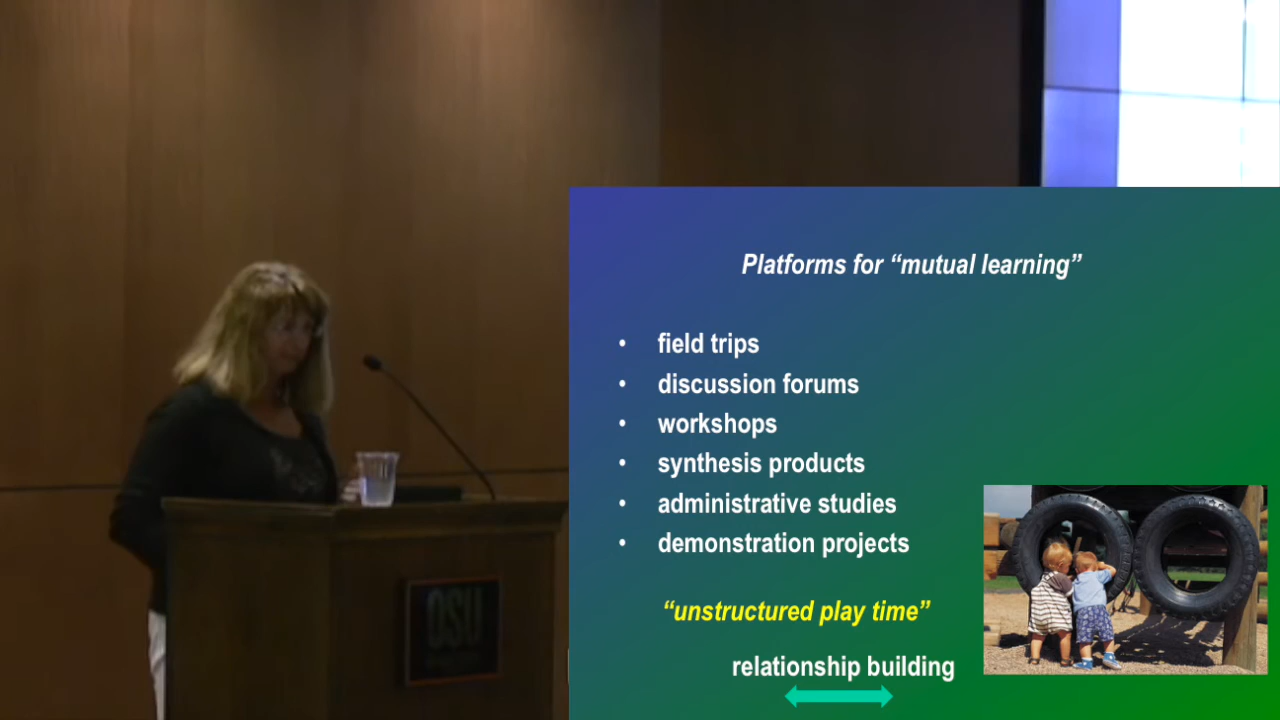 Platforms for “mutual learning”
• field trips
• discussion forums
• workshops
• synthesis products
• administrative studies
• demonstration projects
“unstructured play time”
relationship building
OSU